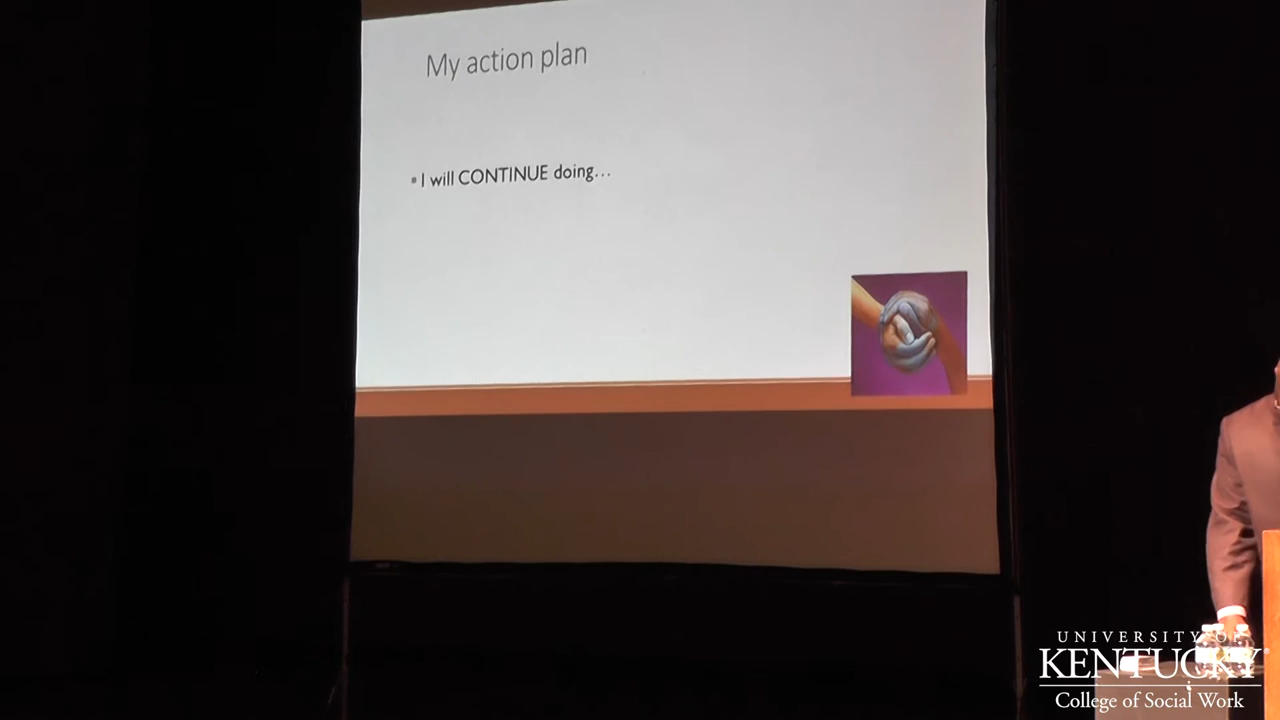 My action plan
• I will CONTINUE doing...
UNIVERSITY OF
KENTUCKY®
College of Social Work